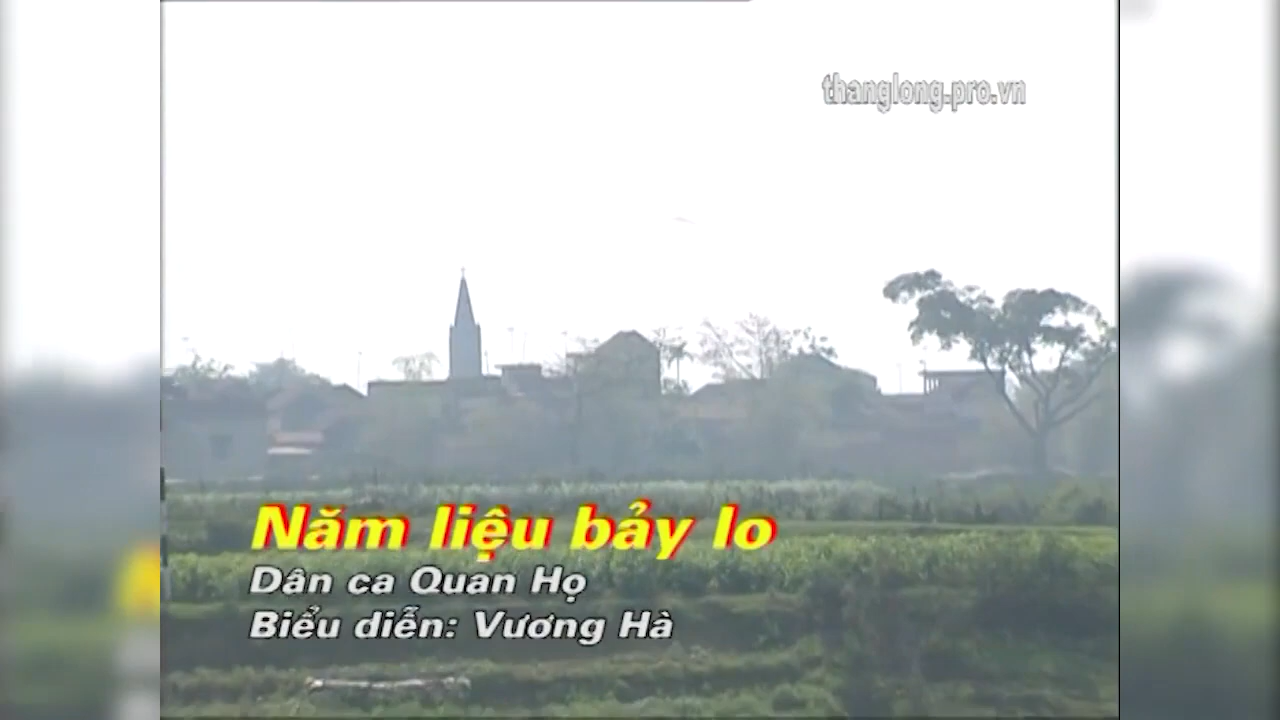 thanglong.pro.vn
Năm liệu bảy lo
Dân ca Quan Họ
Biểu diễn: Vương Hà